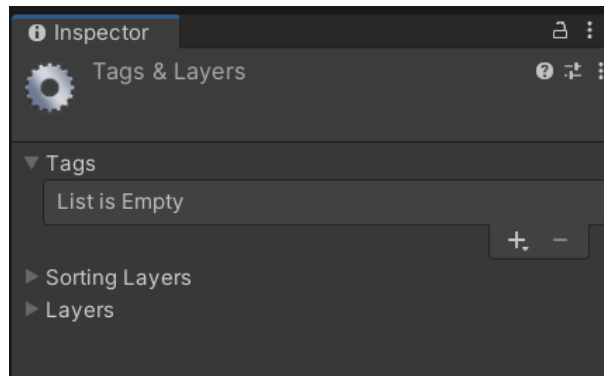 Inspector
Tags & Layers
Tags
List is Empty
Sorting Layers
Layers